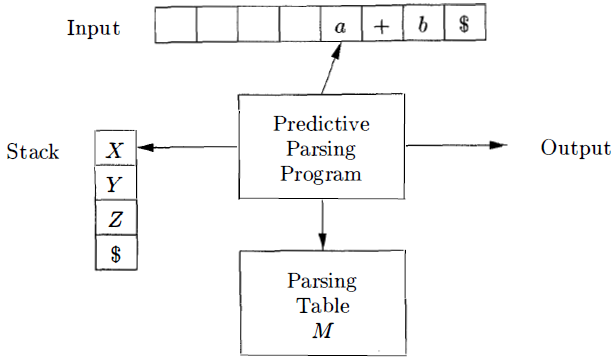 Input
a + b $
Predictive
Parsing
Program
Stack
X
Y
Z
$
Output
Parsing
Table
M